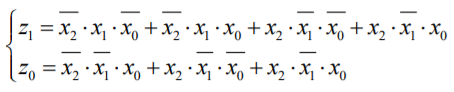 z₁ = x̅₂ · x₁ · x̅₀ + x̅₂ · x₁ · x₀ + x₂ · x̅₁ · x̅₀ + x₂ · x̅₁ · x₀
z₀ = x̅₂ · x̅₁ · x₀ + x₂ · x̅₁ · x̅₀ + x₂ · x̅₁ · x₀